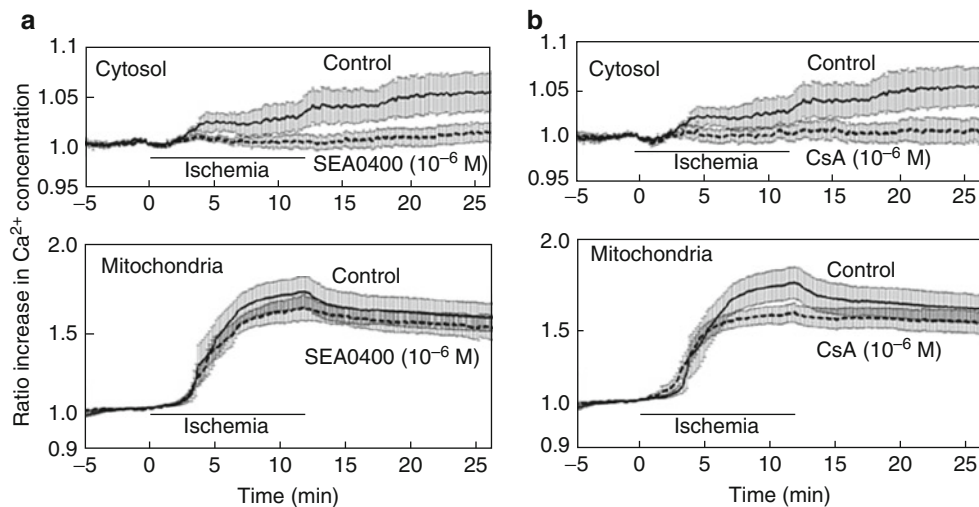 a
Ratio increase in Ca²⁺ concentration
1.1
1.05
1.0
0.95
Cytosol
Control
Ischemia
SEA0400 (10⁻⁶ M)
−5 0 5 10 15 20 25
2.0
1.5
1.0
0.9
Mitochondria
Control
SEA0400 (10⁻⁶ M)
Ischemia
−5 0 5 10 15 20 25
Time (min)
b
1.1
1.05
1.0
0.95
Cytosol
Control
Ischemia
CsA (10⁻⁶ M)
−5 0 5 10 15 20 25
2.0
1.5
1.0
0.9
Mitochondria
Control
CsA (10⁻⁶ M)
Ischemia
−5 0 5 10 15 20 25
Time (min)